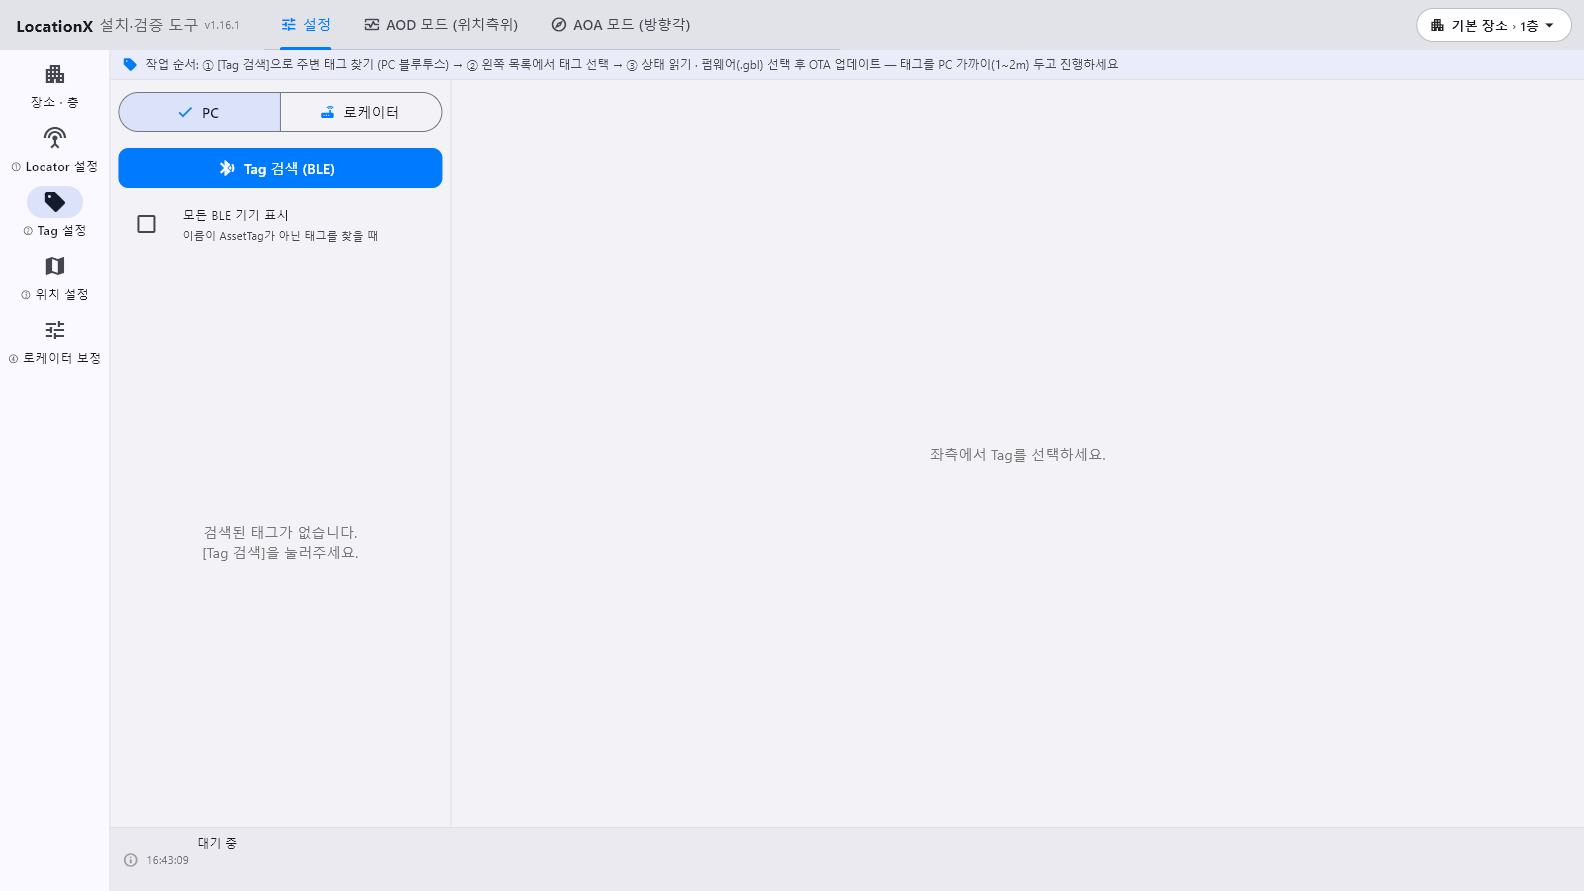 LocationX 설치·검증 도구 v1.16.1
설정
AOD 모드 (위치측위)
AOA 모드 (방향각)
기본 장소 › 1층
장소 · 층
① Locator 설정
② Tag 설정
③ 위치 설정
④ 로케이터 보정
작업 순서: ① [Tag 검색]으로 주변 태그 찾기 (PC 블루투스) → ② 왼쪽 목록에서 태그 선택 → ③ 상태 읽기 · 펌웨어(.gbl) 선택 후 OTA 업데이트 — 태그를 PC 가까이(1~2m) 두고 진행하세요
PC
로케이터
Tag 검색 (BLE)
모든 BLE 기기 표시
이름이 AssetTag가 아닌 태그를 찾을 때
검색된 태그가 없습니다.
[Tag 검색]을 눌러주세요.
좌측에서 Tag를 선택하세요.
대기 중
16:43:09